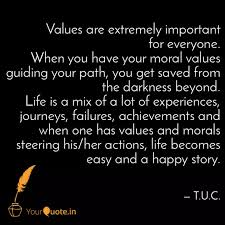 Values are extremely important
for everyone.
When you have your moral values
guiding your path, you get saved from
the darkness beyond.
Life is a mix of a lot of experiences,
journeys, failures, achievements and
when one has values and morals
steering his/her actions, life becomes
easy and a happy story.
– T.U.C.
YourQuote.in